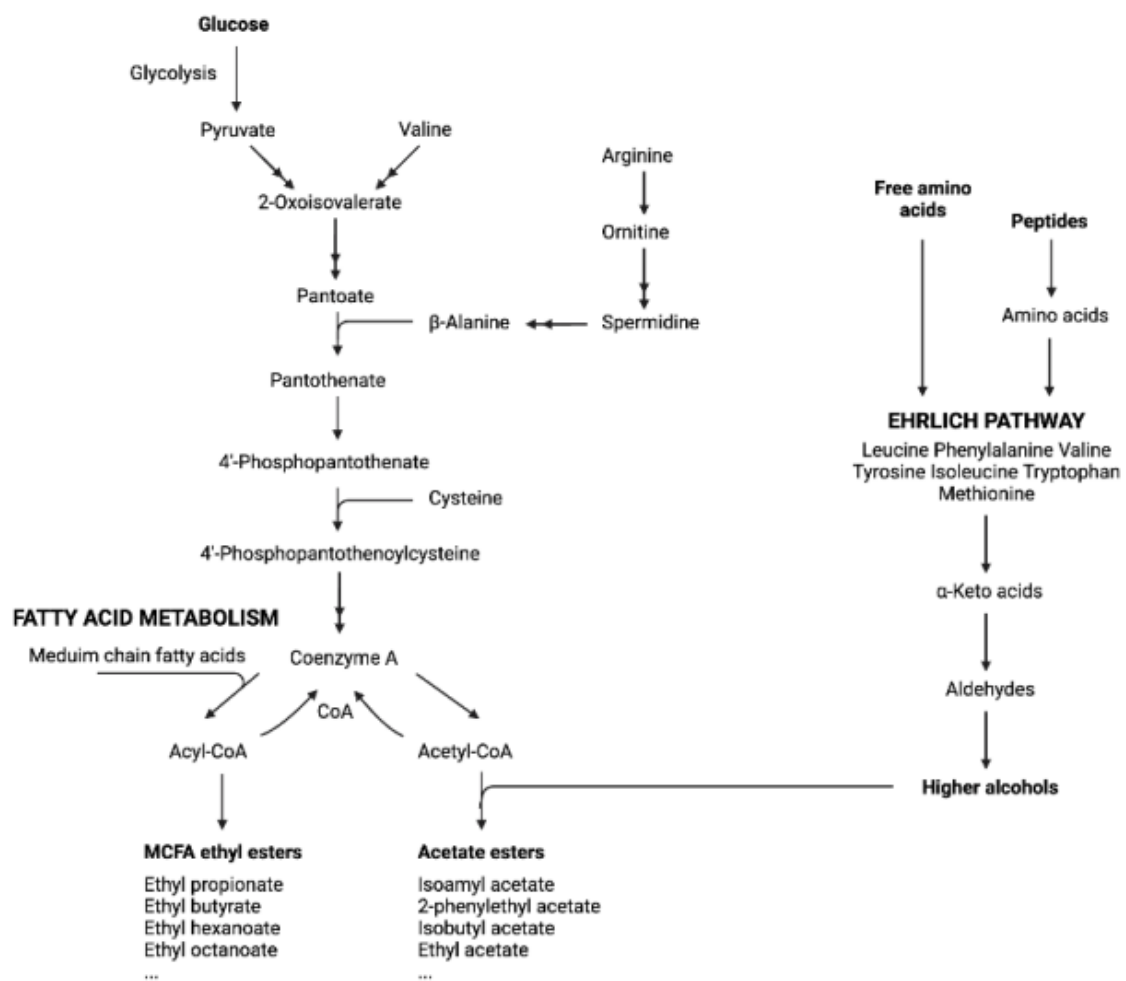 Glucose
Glycolysis
Pyruvate
Valine
2-Oxoisovalerate
Pantoate
Arginine
Ornitine
Spermidine
β-Alanine
Pantothenate
4'-Phosphopantothenate
Cysteine
4'-Phosphopantothenoylcysteine
FATTY ACID METABOLISM
Meduim chain fatty acids
Coenzyme A
CoA
Acyl-CoA
Acetyl-CoA
MCFA ethyl esters
Ethyl propionate
Ethyl butyrate
Ethyl hexanoate
Ethyl octanoate
...
Acetate esters
Isoamyl acetate
2-phenylethyl acetate
Isobutyl acetate
Ethyl acetate
...
Free amino
acids
Peptides
Amino acids
EHRLICH PATHWAY
Leucine Phenylalanine Valine
Tyrosine Isoleucine Tryptophan
Methionine
α-Keto acids
Aldehydes
Higher alcohols